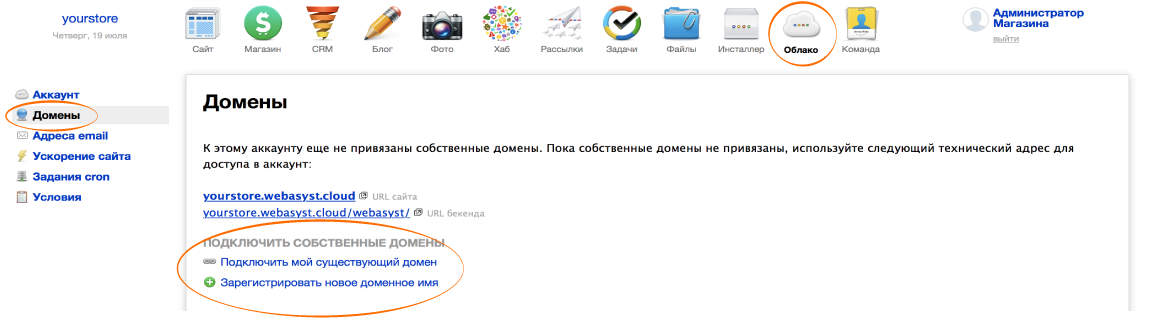 yourstore
Четверг, 19 июля
Сайт
Магазин
CRM
Блог
Фото
Хаб
Рассылки
Задачи
Файлы
Инсталлер
Облако
Команда
Администратор
Магазина
выйти
Аккаунт
Домены
Адреса email
Ускорение сайта
Задания cron
Условия
Домены
К этому аккаунту еще не привязаны собственные домены. Пока собственные домены не привязаны, используйте следующий технический адрес для
доступа в аккаунт:
yourstore.webasyst.cloud URL сайта
yourstore.webasyst.cloud/webasyst/ URL бекенда
ПОДКЛЮЧИТЬ СОБСТВЕННЫЕ ДОМЕНЫ
Подключить мой существующий домен
Зарегистрировать новое доменное имя